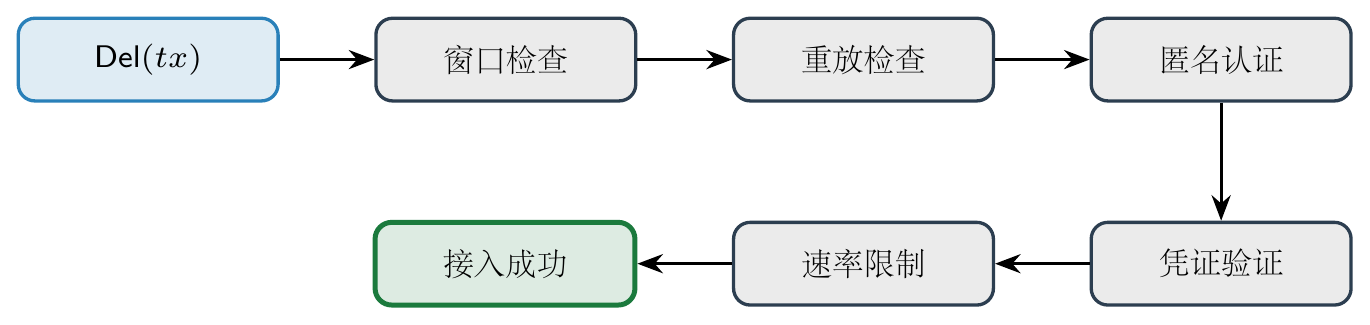 Del(tx)
窗口检查
重放检查
匿名认证
凭证验证
速率限制
接入成功